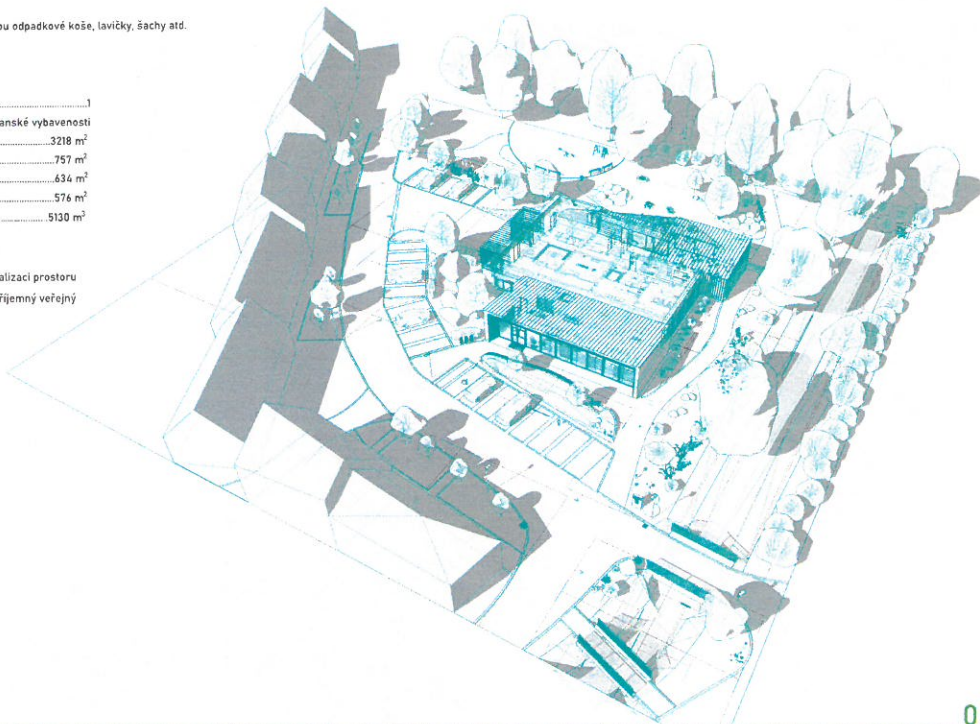 ou odpadkové koše, lavičky, šachy atd.
1
anské vybavenosti
3218 m²
757 m²
634 m²
576 m²
5130 m³
alizaci prostoru
říjemný veřejný
0